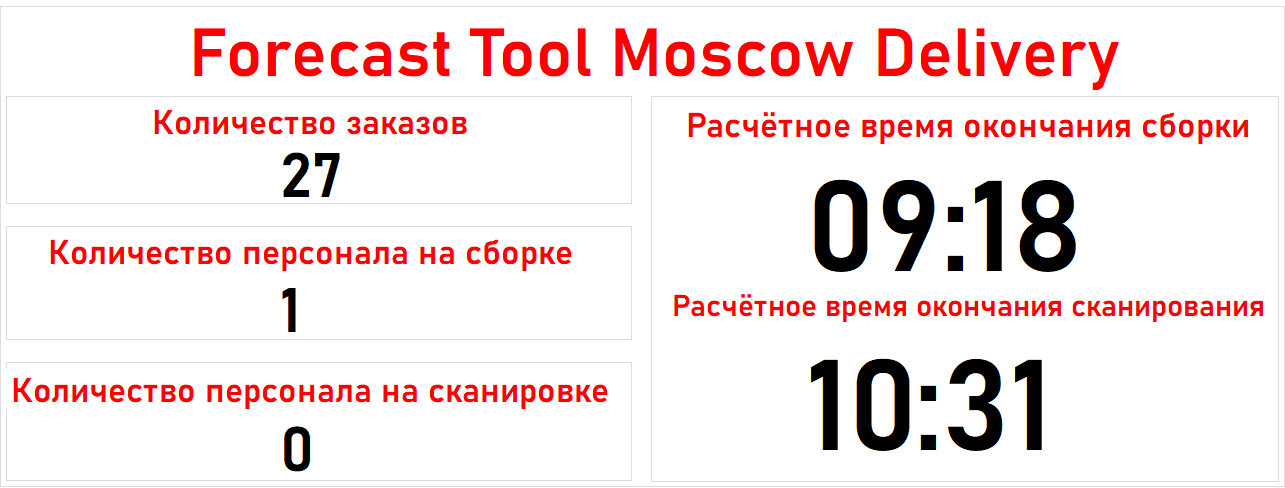 Forecast Tool Moscow Delivery
Количество заказов
27
Количество персонала на сборке
1
Количество персонала на сканировке
0
Расчётное время окончания сборки
09:18
Расчётное время окончания сканирования
10:31